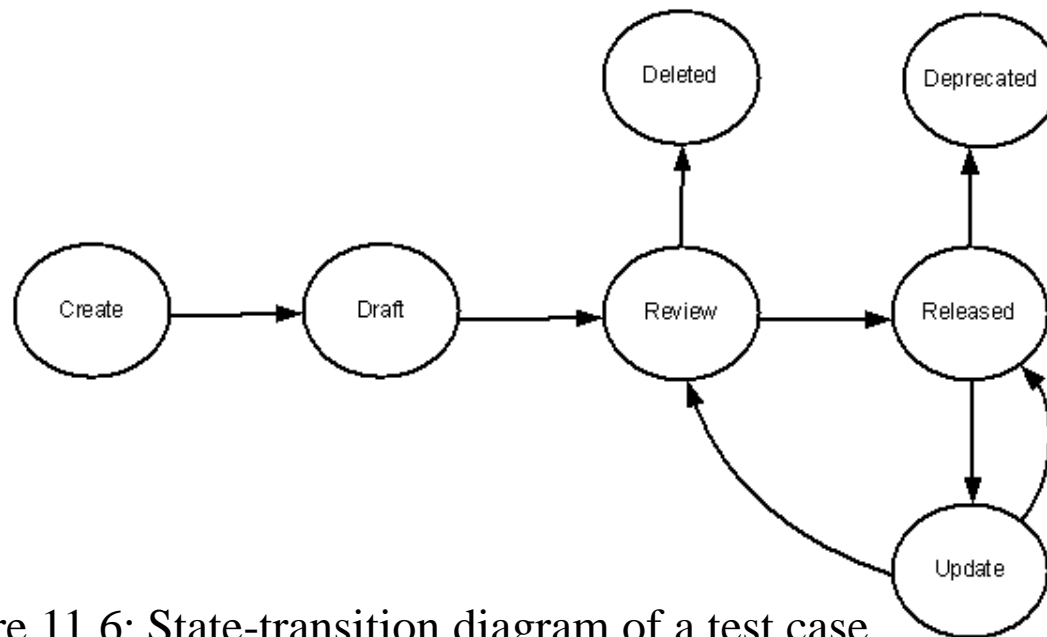 Deleted
Deprecated
Create
Draft
Review
Released
Update
re 11.6: State-transition diagram of a test case